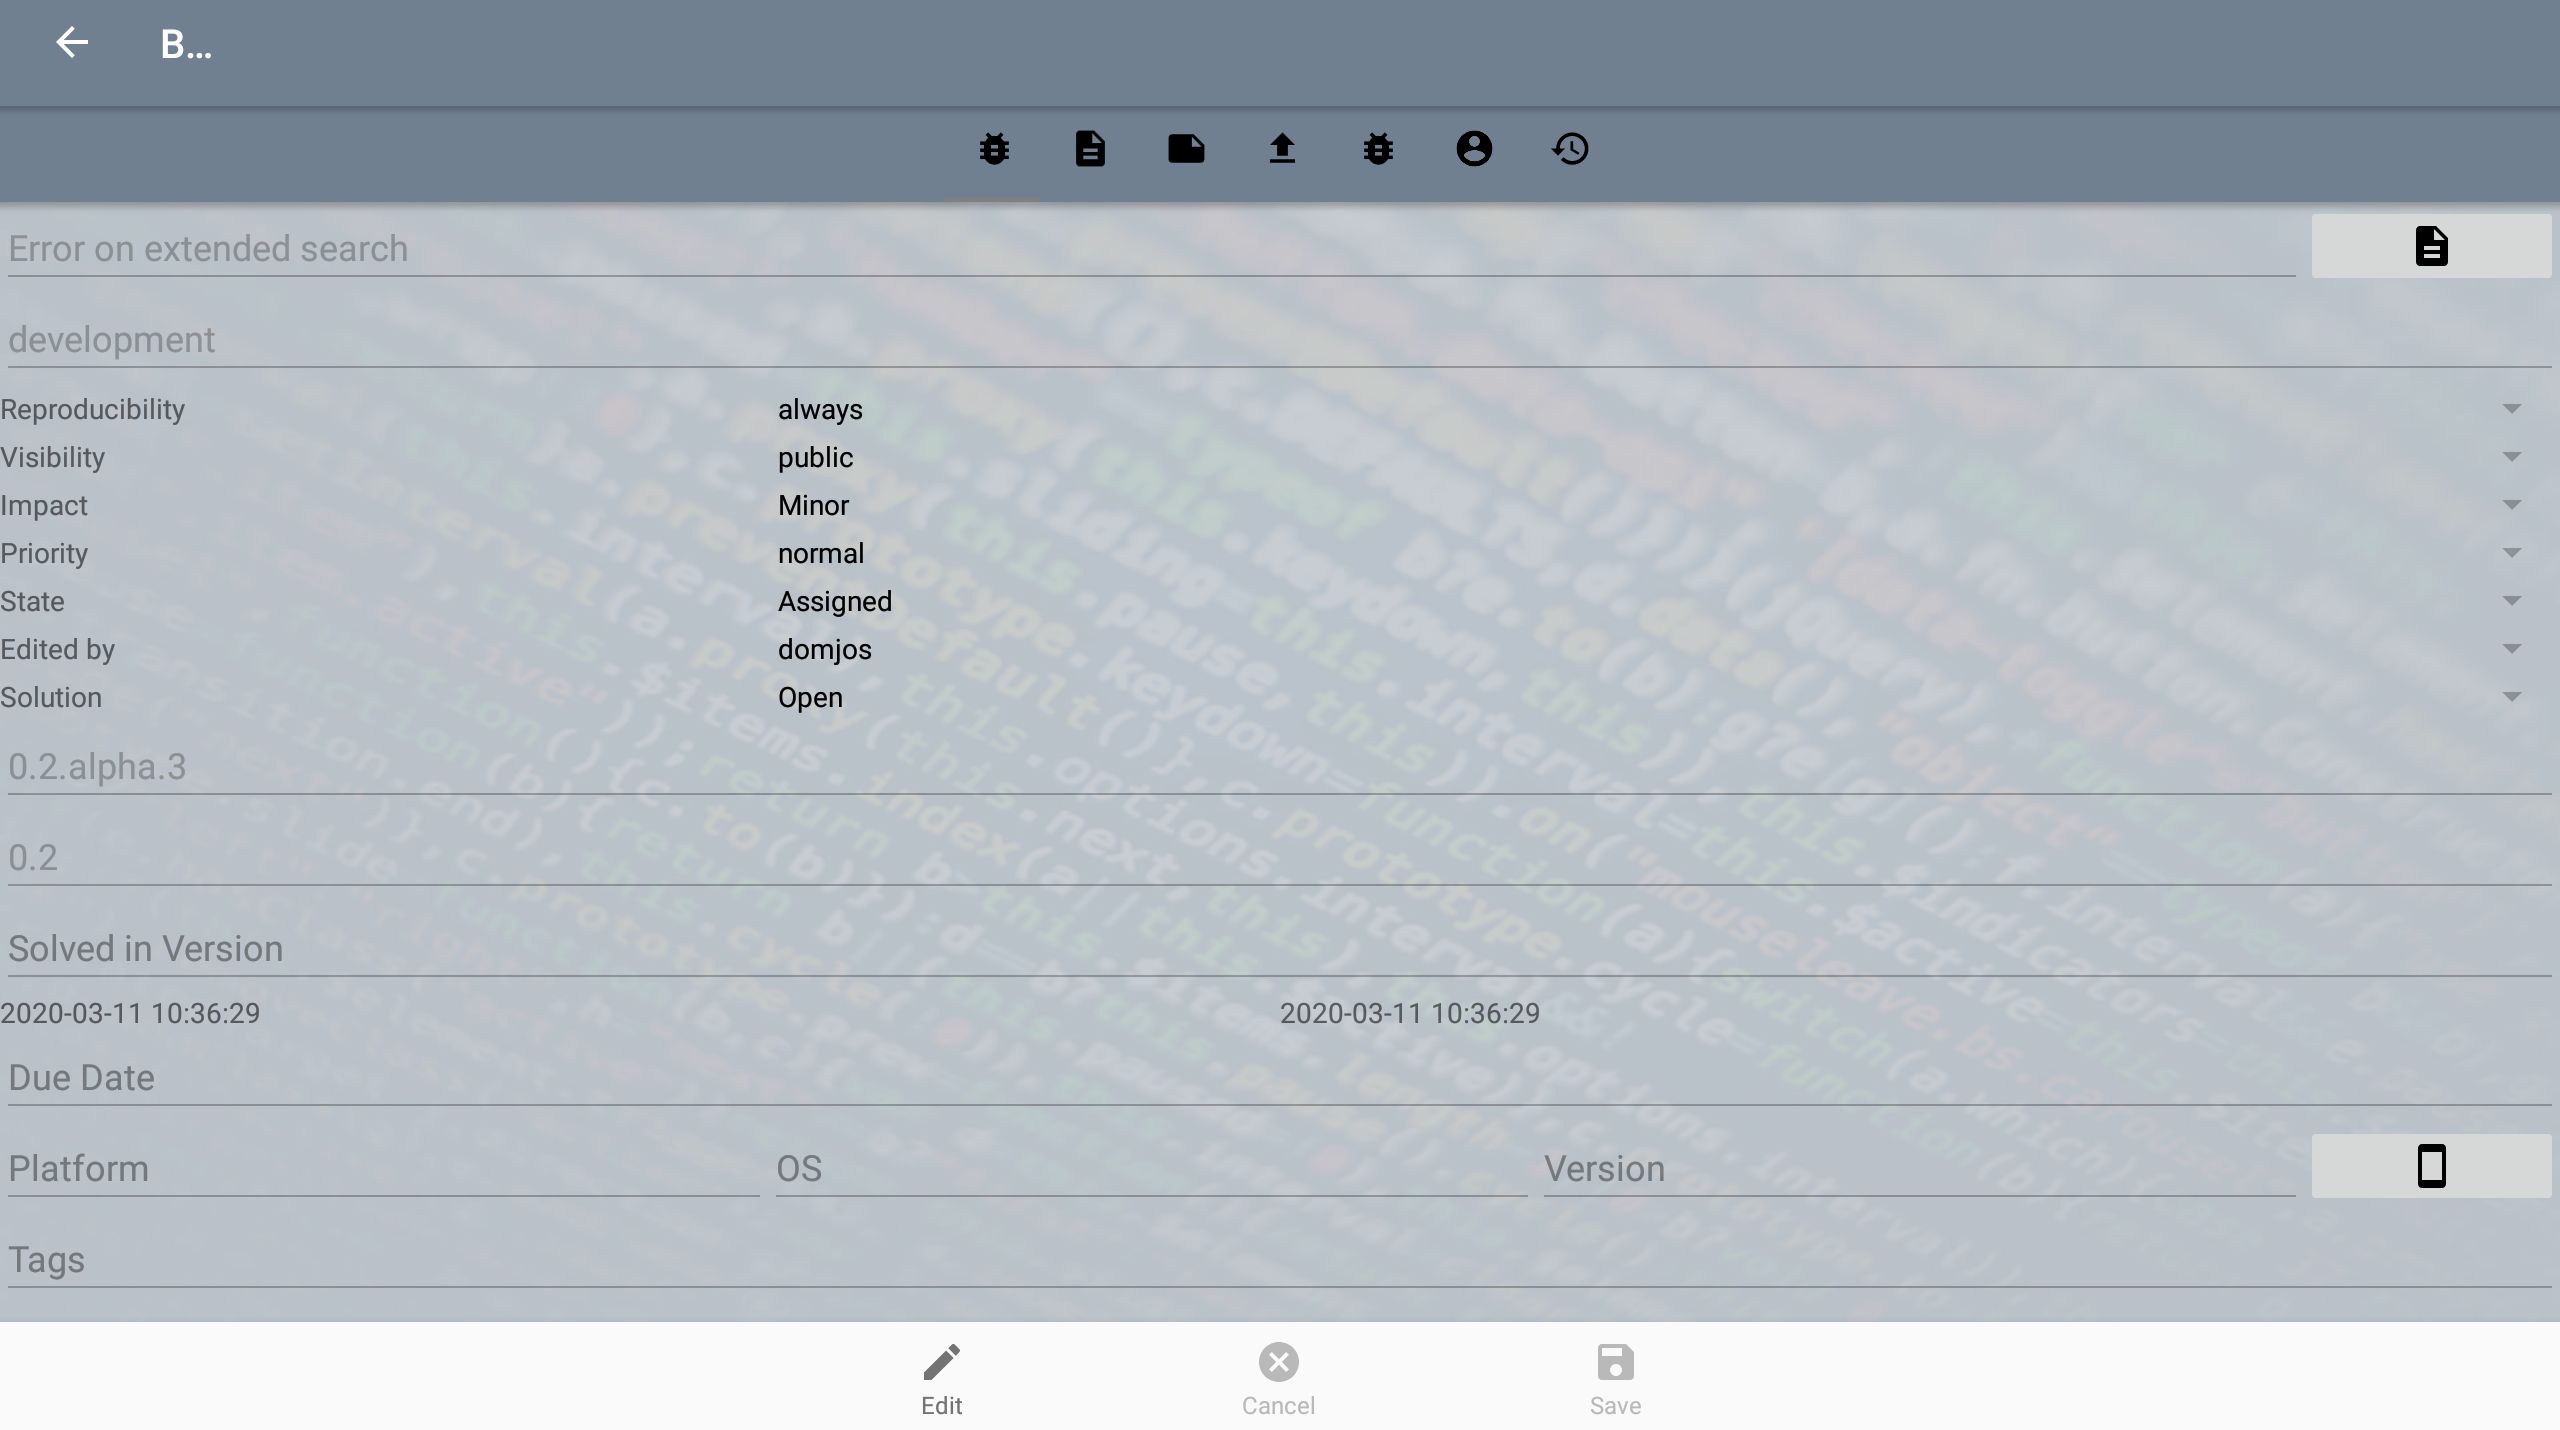 B...
Error on extended search
development
Reproducibility always
Visibility public
Impact Minor
Priority normal
State Assigned
Edited by domjos
Solution Open
0.2.alpha.3
0.2
Solved in Version
2020-03-11 10:36:29 2020-03-11 10:36:29
Due Date
Platform OS Version
Tags
Edit Cancel Save